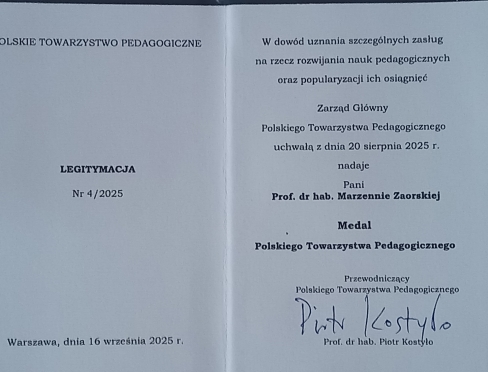 OLSKIE TOWARZYSTWO PEDAGOGICZNE
LEGITYMACJA
Nr 4/2025
Warszawa, dnia 16 września 2025 r.
W dowód uznania szczególnych zasług
na rzecz rozwijania nauk pedagogicznych
oraz popularyzacji ich osiągnięć
Zarząd Główny
Polskiego Towarzystwa Pedagogicznego
uchwałą z dnia 20 sierpnia 2025 r.
nadaje
Pani
Prof. dr hab. Marzennie Zaorskiej
Medal
Polskiego Towarzystwa Pedagogicznego
Przewodniczący
Polskiego Towarzystwa Pedagogicznego
Piotr Kostyło
Prof. dr hab. Piotr Kostyło